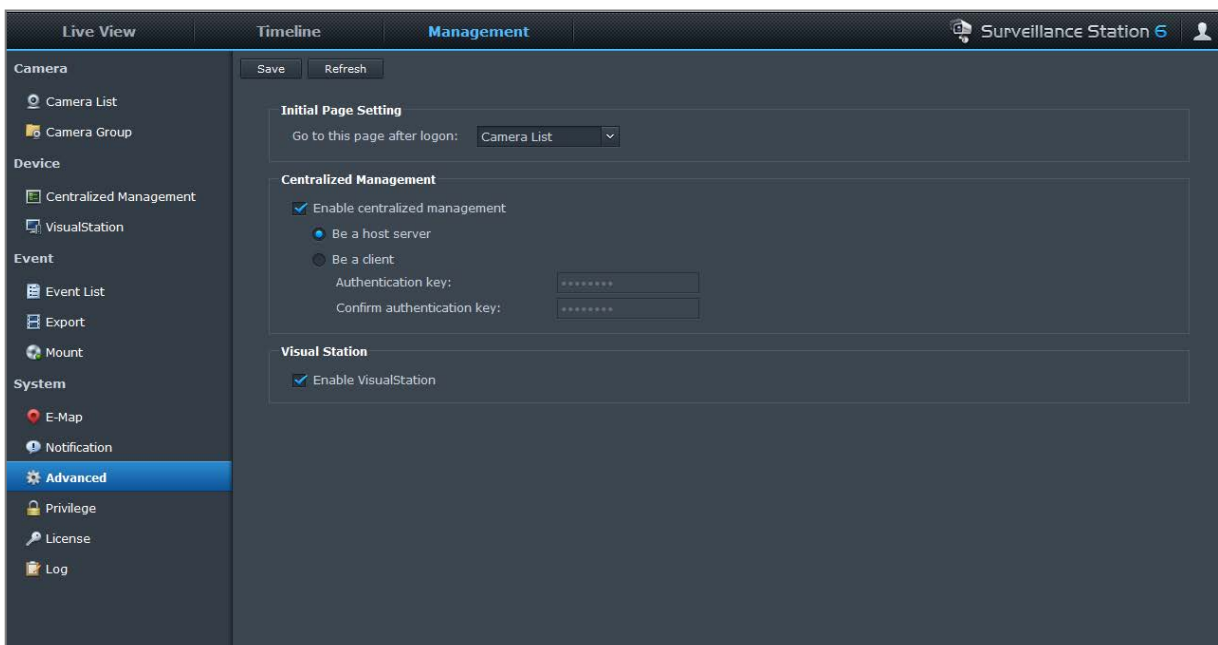 Live View Timeline Management Surveillance Station 6
Camera
Camera List
Camera Group
Device
Centralized Management
VisualStation
Event
Event List
Export
Mount
System
E-Map
Notification
Advanced
Privilege
License
Log
Save Refresh
Initial Page Setting
Go to this page after logon: Camera List
Centralized Management
Enable centralized management
Be a host server
Be a client
Authentication key: ••••••••
Confirm authentication key: ••••••••
Visual Station
Enable VisualStation